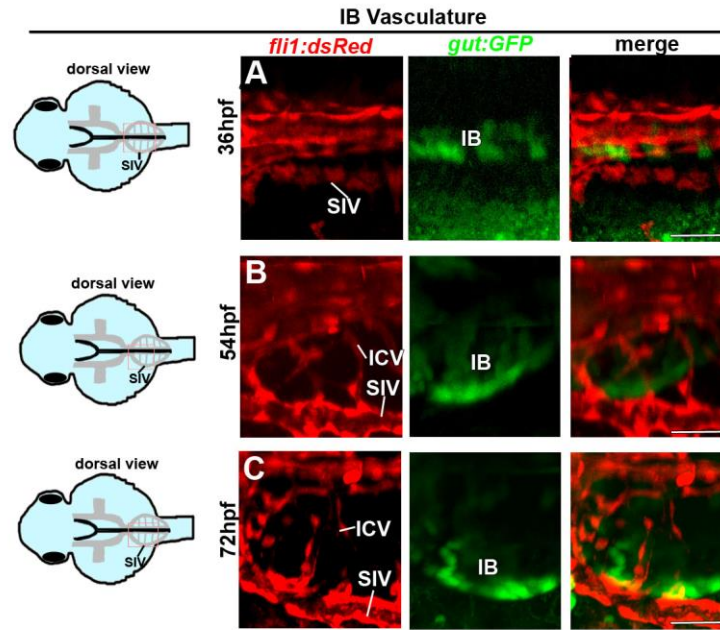 IB Vasculature
fli1:dsRed gut:GFP merge
dorsal view
SIV
36hpf
A
SIV
IB
dorsal view
SIV
54hpf
B
ICV
SIV
IB
dorsal view
SIV
72hpf
C
ICV
SIV
IB